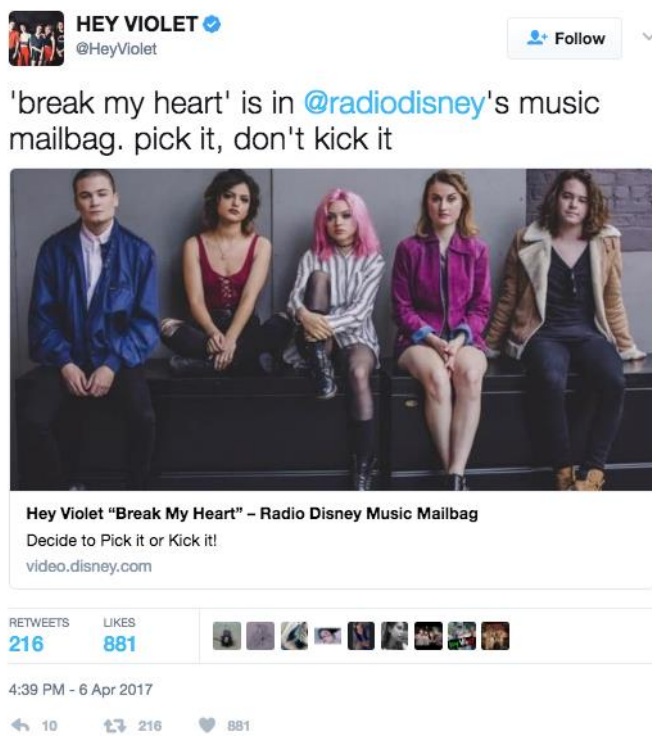 HEY VIOLET
@HeyViolet
Follow
'break my heart' is in @radiodisney's music
mailbag. pick it, don't kick it
Hey Violet “Break My Heart” – Radio Disney Music Mailbag
Decide to Pick it or Kick it!
video.disney.com
RETWEETS LIKES
216 881
4:39 PM - 6 Apr 2017
10 216 881